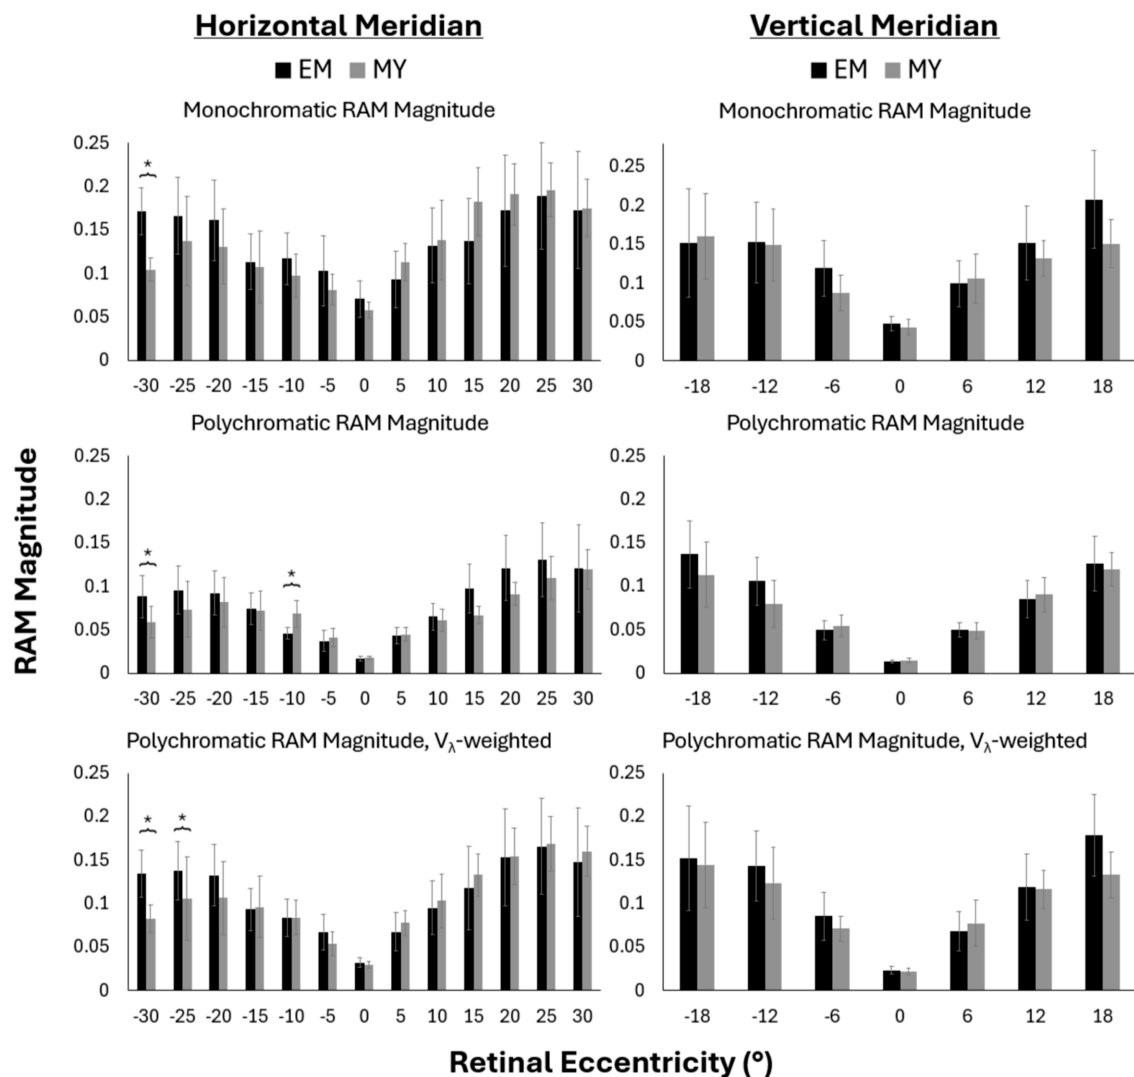 Horizontal Meridian
EM MY
Monochromatic RAM Magnitude
0.25
0.2
0.15
0.1
0.05
0
*
-30 -25 -20 -15 -10 -5 0 5 10 15 20 25 30
Vertical Meridian
EM MY
Monochromatic RAM Magnitude
0.25
0.2
0.15
0.1
0.05
0
-18 -12 -6 0 6 12 18
RAM Magnitude
Polychromatic RAM Magnitude
0.25
0.2
0.15
0.1
0.05
0
* *
-30 -25 -20 -15 -10 -5 0 5 10 15 20 25 30
Polychromatic RAM Magnitude
0.25
0.2
0.15
0.1
0.05
0
-18 -12 -6 0 6 12 18
Polychromatic RAM Magnitude, Vλ-weighted
0.25
0.2
0.15
0.1
0.05
0
* *
-30 -25 -20 -15 -10 -5 0 5 10 15 20 25 30
Polychromatic RAM Magnitude, Vλ-weighted
0.25
0.2
0.15
0.1
0.05
0
-18 -12 -6 0 6 12 18
Retinal Eccentricity (°)